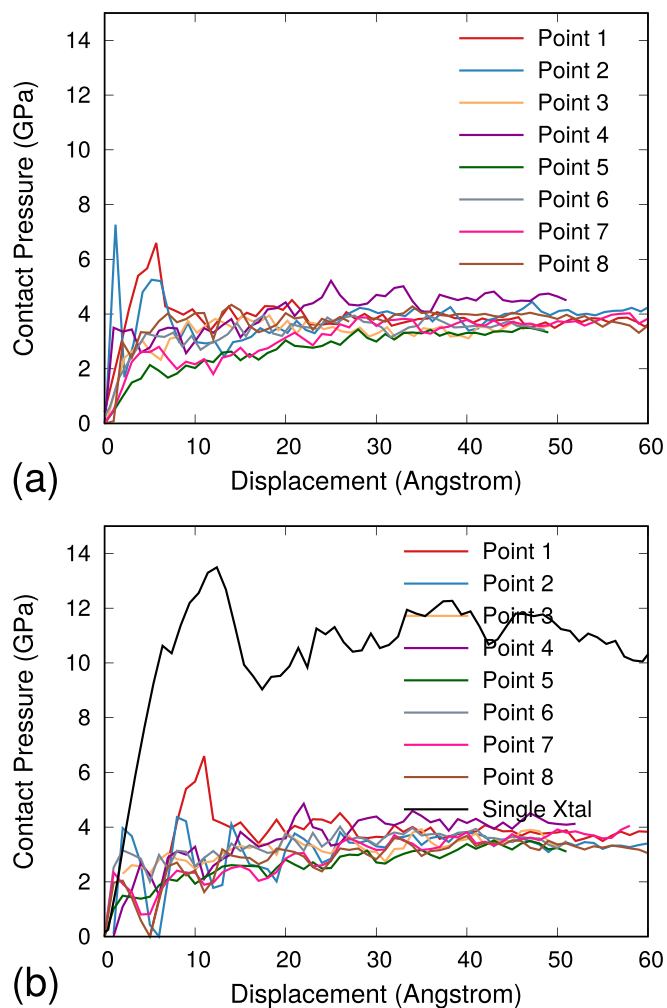 14
12
10
8
6
4
2
0
Contact Pressure (GPa)
Point 1
Point 2
Point 3
Point 4
Point 5
Point 6
Point 7
Point 8
0 10 20 30 40 50 60
Displacement (Angstrom)
(a)
14
12
10
8
6
4
2
0
Contact Pressure (GPa)
Point 1
Point 2
Point 3
Point 4
Point 5
Point 6
Point 7
Point 8
Single Xtal
0 10 20 30 40 50 60
Displacement (Angstrom)
(b)